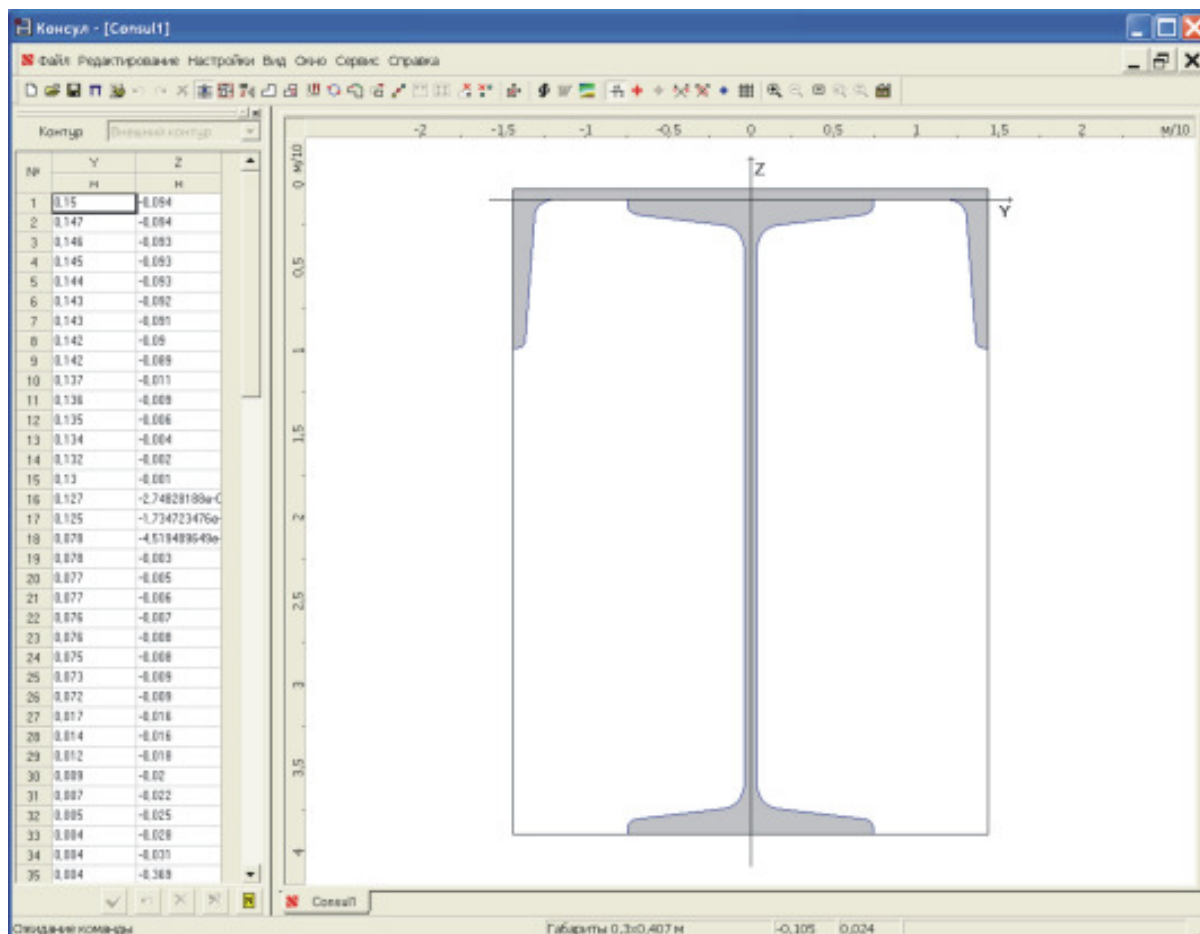 Консул - [Consul1]
Файл Редактирование Настройки Вид Окно Сервис Справка
Контур Внешний контур
№ Y Z
м м
1 0,15 -0,094
2 0,147 -0,094
3 0,146 -0,093
4 0,145 -0,093
5 0,144 -0,093
6 0,143 -0,092
7 0,143 -0,091
8 0,142 -0,09
9 0,142 -0,089
10 0,137 -0,011
11 0,136 -0,009
12 0,135 -0,006
13 0,134 -0,004
14 0,132 -0,002
15 0,13 -0,001
16 0,127 -2,74828188e-0
17 0,125 -1,734723476e-
18 0,078 -4,519489649e-
19 0,078 -0,003
20 0,077 -0,005
21 0,077 -0,006
22 0,076 -0,007
23 0,076 -0,008
24 0,075 -0,008
25 0,073 -0,009
26 0,072 -0,009
27 0,017 -0,016
28 0,014 -0,016
29 0,012 -0,018
30 0,009 -0,02
31 0,007 -0,022
32 0,005 -0,025
33 0,004 -0,028
34 0,004 -0,031
35 0,004 -0,369
-2 -1,5 -1 -0,5 0 0,5 1 1,5 2 м/10
м/10
0
0,5
1
1,5
2
2,5
3
3,5
4
Z
Y
Consul1
Ожидание команды Габариты 0,3x0,407 м -0,105 0,024